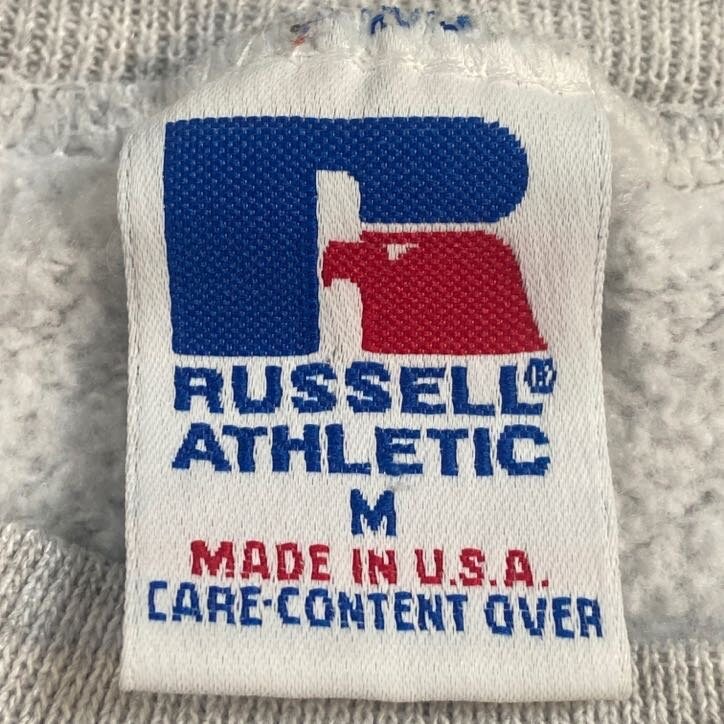 RUSSELL®
ATHLETIC
M
MADE IN U.S.A.
CARE-CONTENT OVER